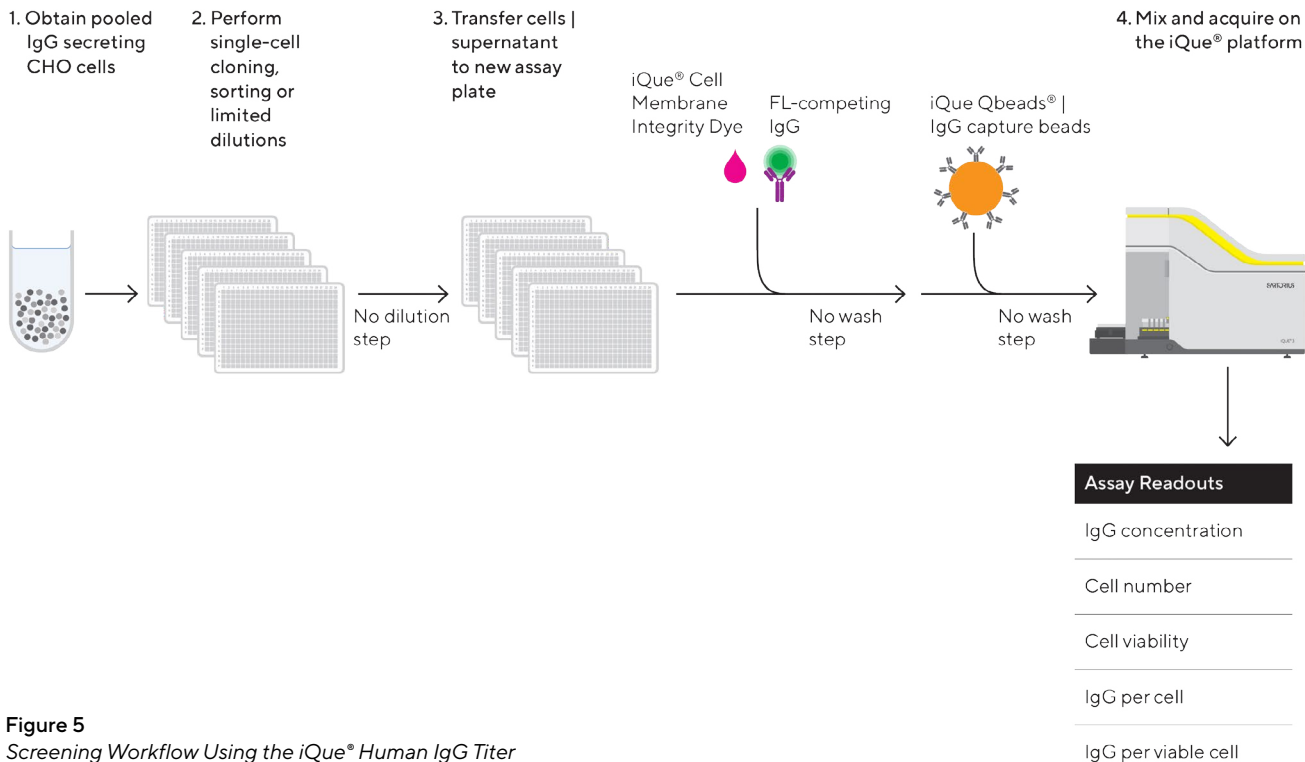 1. Obtain pooled
IgG secreting
CHO cells
2. Perform
single-cell
cloning,
sorting or
limited
dilutions
3. Transfer cells |
supernatant
to new assay
plate
4. Mix and acquire on
the iQue® platform
iQue® Cell
Membrane
Integrity Dye
FL-competing
IgG
iQue Qbeads® |
IgG capture beads
No dilution
step
No wash
step
No wash
step
SARTORIUS
Assay Readouts
IgG concentration
Cell number
Cell viability
IgG per cell
IgG per viable cell
Figure 5
Screening Workflow Using the iQue® Human IgG Titer